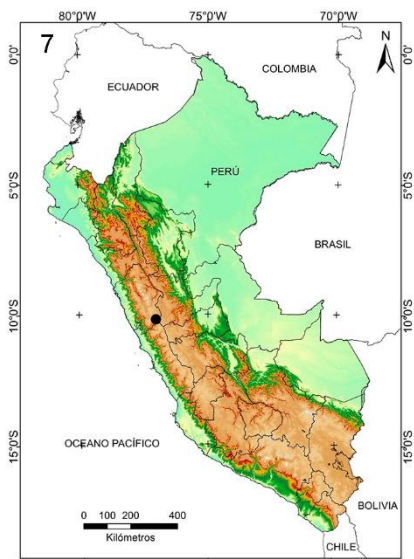 80°0'W 75°0'W 70°0'W
7
N
0°0'
0°0'
COLOMBIA
ECUADOR
PERÚ
5°0'S
5°0'S
BRASIL
10°0'S
10°0'S
OCEANO PACÍFICO
15°0'S
15°0'S
BOLIVIA
0 100 200 400
Kilómetros
CHILE